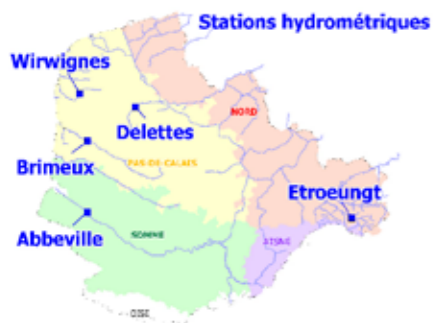 Stations hydrométriques
Wirwignes
NORD
Delettes
PAS-DE-CALAIS
Brimeux
Etroeungt
Abbeville
SOMME
AISNE
OISE